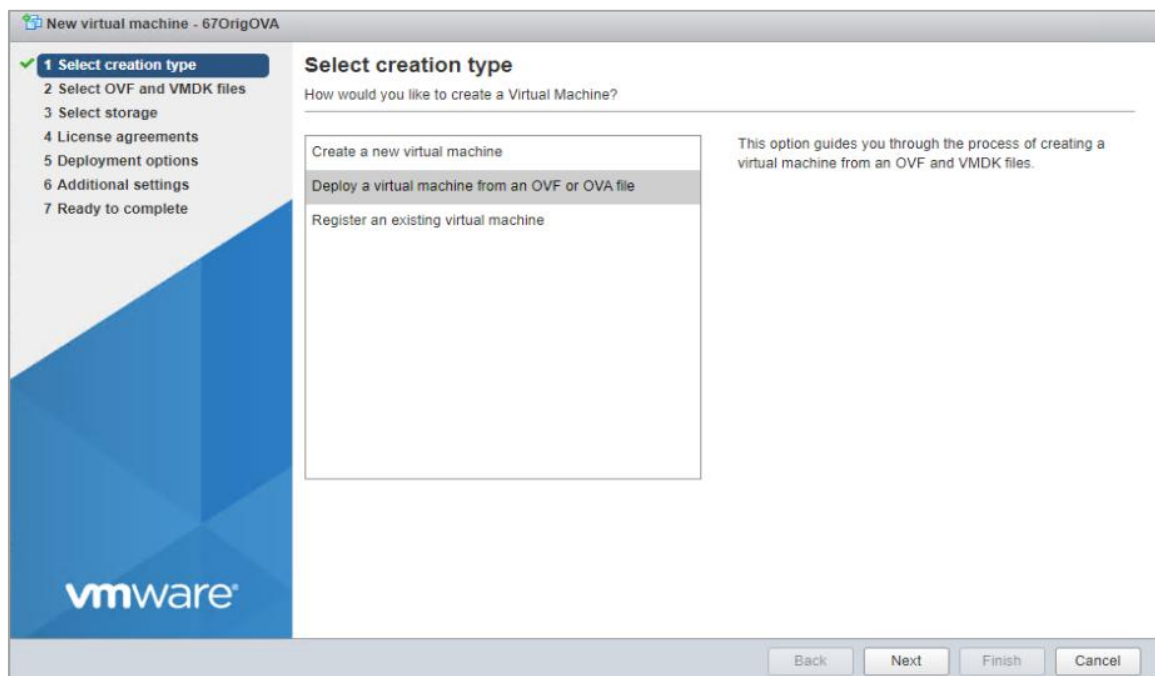 New virtual machine - 67OrigOVA
1 Select creation type
2 Select OVF and VMDK files
3 Select storage
4 License agreements
5 Deployment options
6 Additional settings
7 Ready to complete
vmware®
Select creation type
How would you like to create a Virtual Machine?
Create a new virtual machine
Deploy a virtual machine from an OVF or OVA file
Register an existing virtual machine
This option guides you through the process of creating a
virtual machine from an OVF and VMDK files.
Back Next Finish Cancel